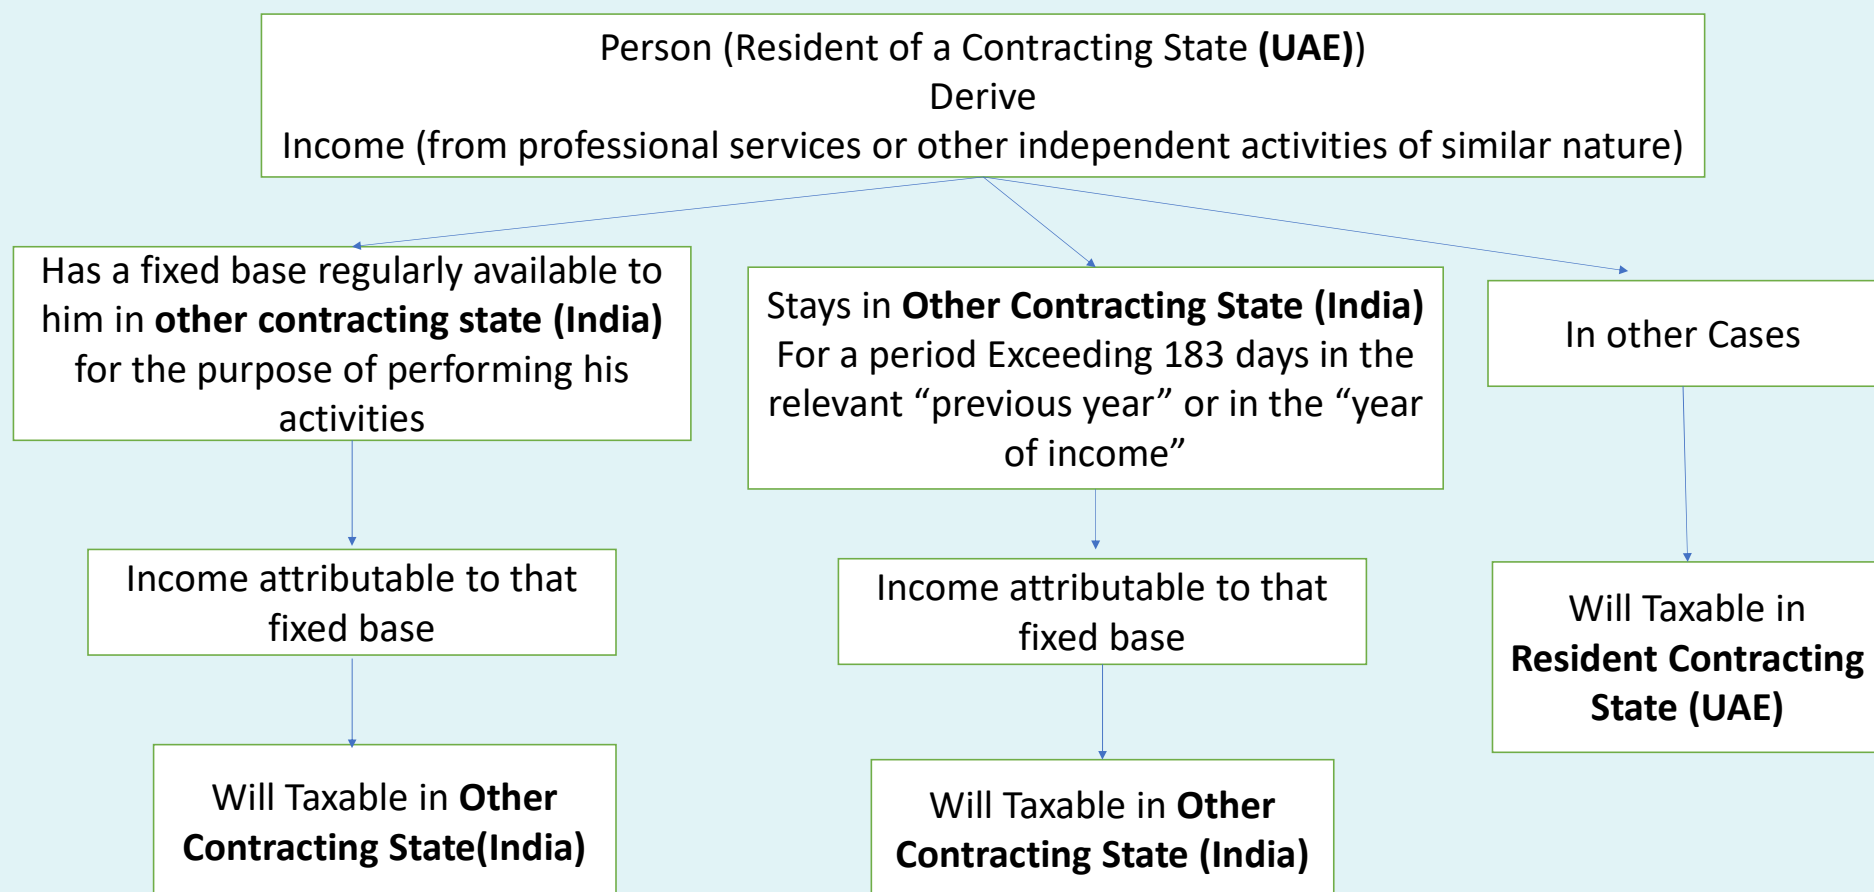 Person (Resident of a Contracting State (UAE))
Derive
Income (from professional services or other independent activities of similar nature)
Has a fixed base regularly available to
him in other contracting state (India)
for the purpose of performing his
activities
Stays in Other Contracting State (India)
For a period Exceeding 183 days in the
relevant “previous year” or in the “year
of income”
In other Cases
Income attributable to that
fixed base
Income attributable to that
fixed base
Will Taxable in
Resident Contracting
State (UAE)
Will Taxable in Other
Contracting State(India)
Will Taxable in Other
Contracting State (India)